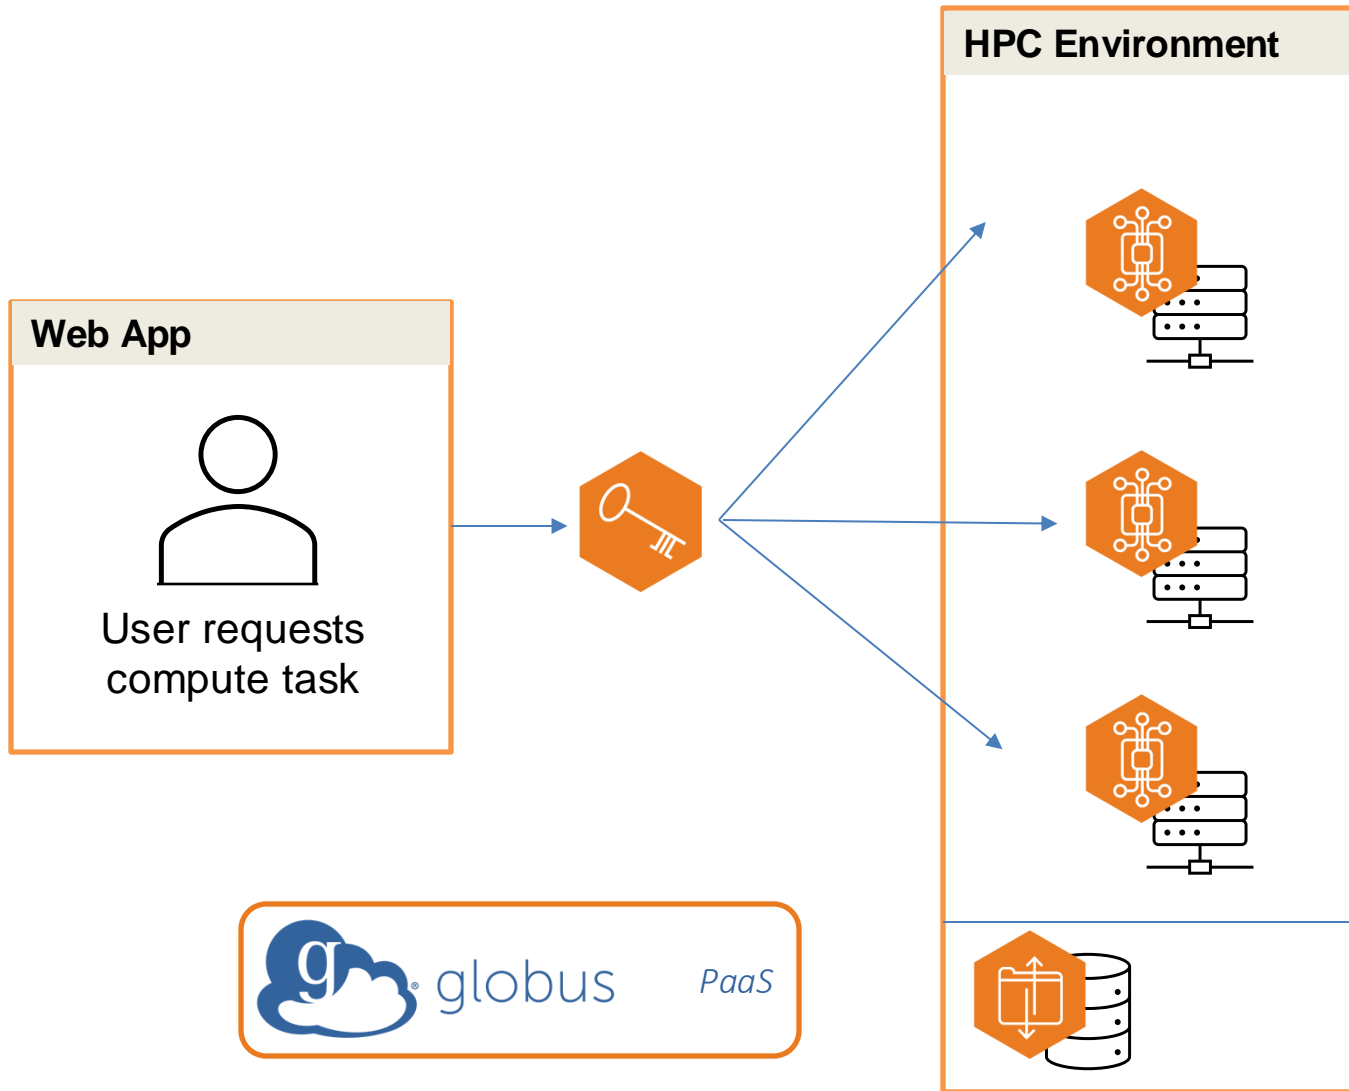 HPC Environment
Web App
User requests
compute task
g globus® PaaS